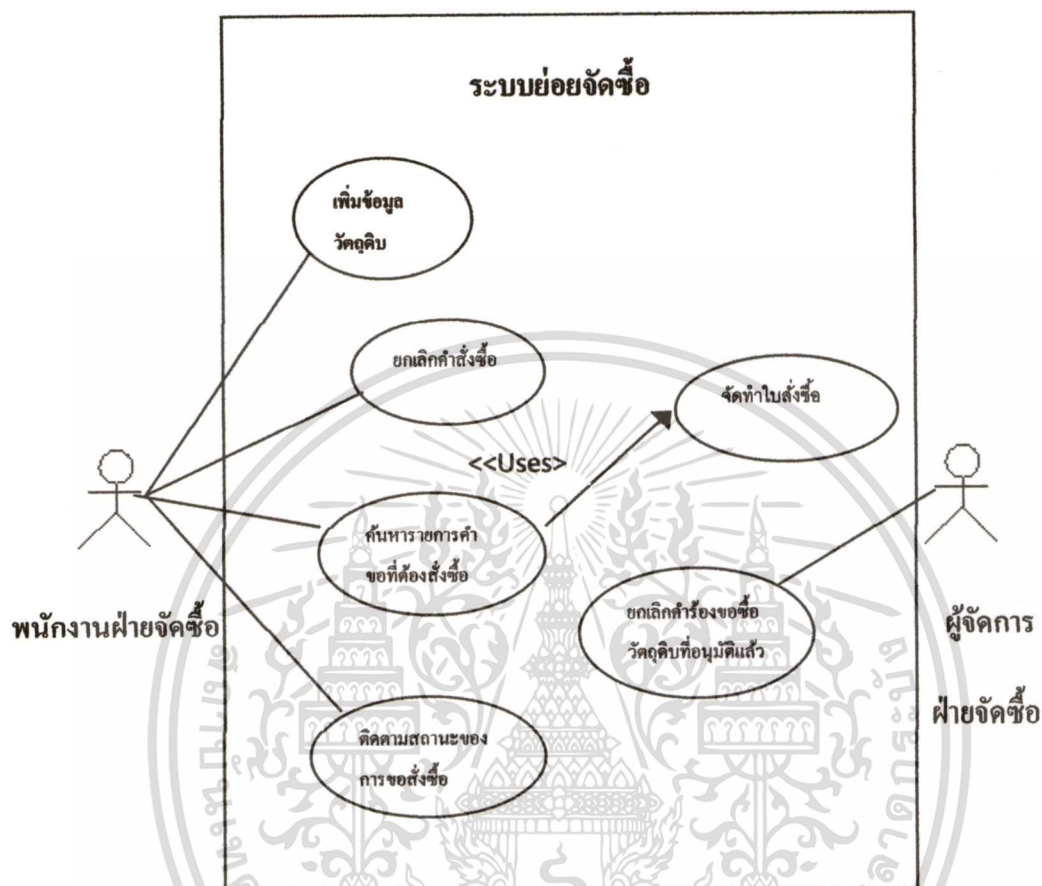 ระบบย่อยจัดซื้อ
เพิ่มข้อมูล
วัตถุดิบ
ยกเลิกคำสั่งซื้อ
จัดทำใบสั่งซื้อ
<<Uses>
ค้นหารายการคำ
ขอที่ต้องสั่งซื้อ
ยกเลิกคำร้องขอซื้อ
วัตถุดิบที่อนุมัติแล้ว
พนักงานฝ่ายจัดซื้อ
ผู้จัดการ
ฝ่ายจัดซื้อ
ติดตามสถานะของ
การขอสั่งซื้อ